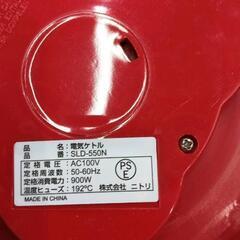 品名：電気ケトル
品番：SLD-550N
定格電圧：AC100V
定格周波数：50-60Hz
定格消費電力：900W
温度ヒューズ：192℃ 株式会社 ニトリ
MADE IN CHINA
PS
E